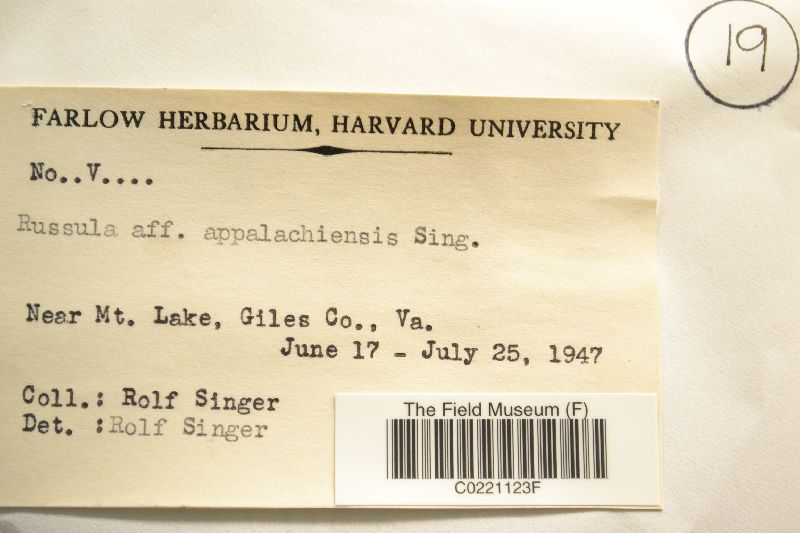 19
FARLOW HERBARIUM, HARVARD UNIVERSITY
No..V....
Russula aff. appalachiensis Sing.
Near Mt. Lake, Giles Co., Va.
June 17 - July 25, 1947
Coll.: Rolf Singer
Det. :Rolf Singer
The Field Museum (F)
C0221123F